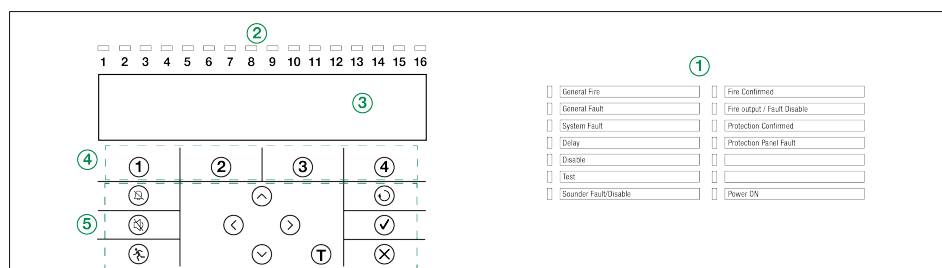 ②
1 2 3 4 5 6 7 8 9 10 11 12 13 14 15 16
③
④
① ② ③ ④
⑤
T
①
General Fire
General Fault
System Fault
Delay
Disable
Test
Sounder Fault/Disable
Fire Confirmed
Fire output / Fault Disable
Protection Confirmed
Protection Panel Fault
Power ON